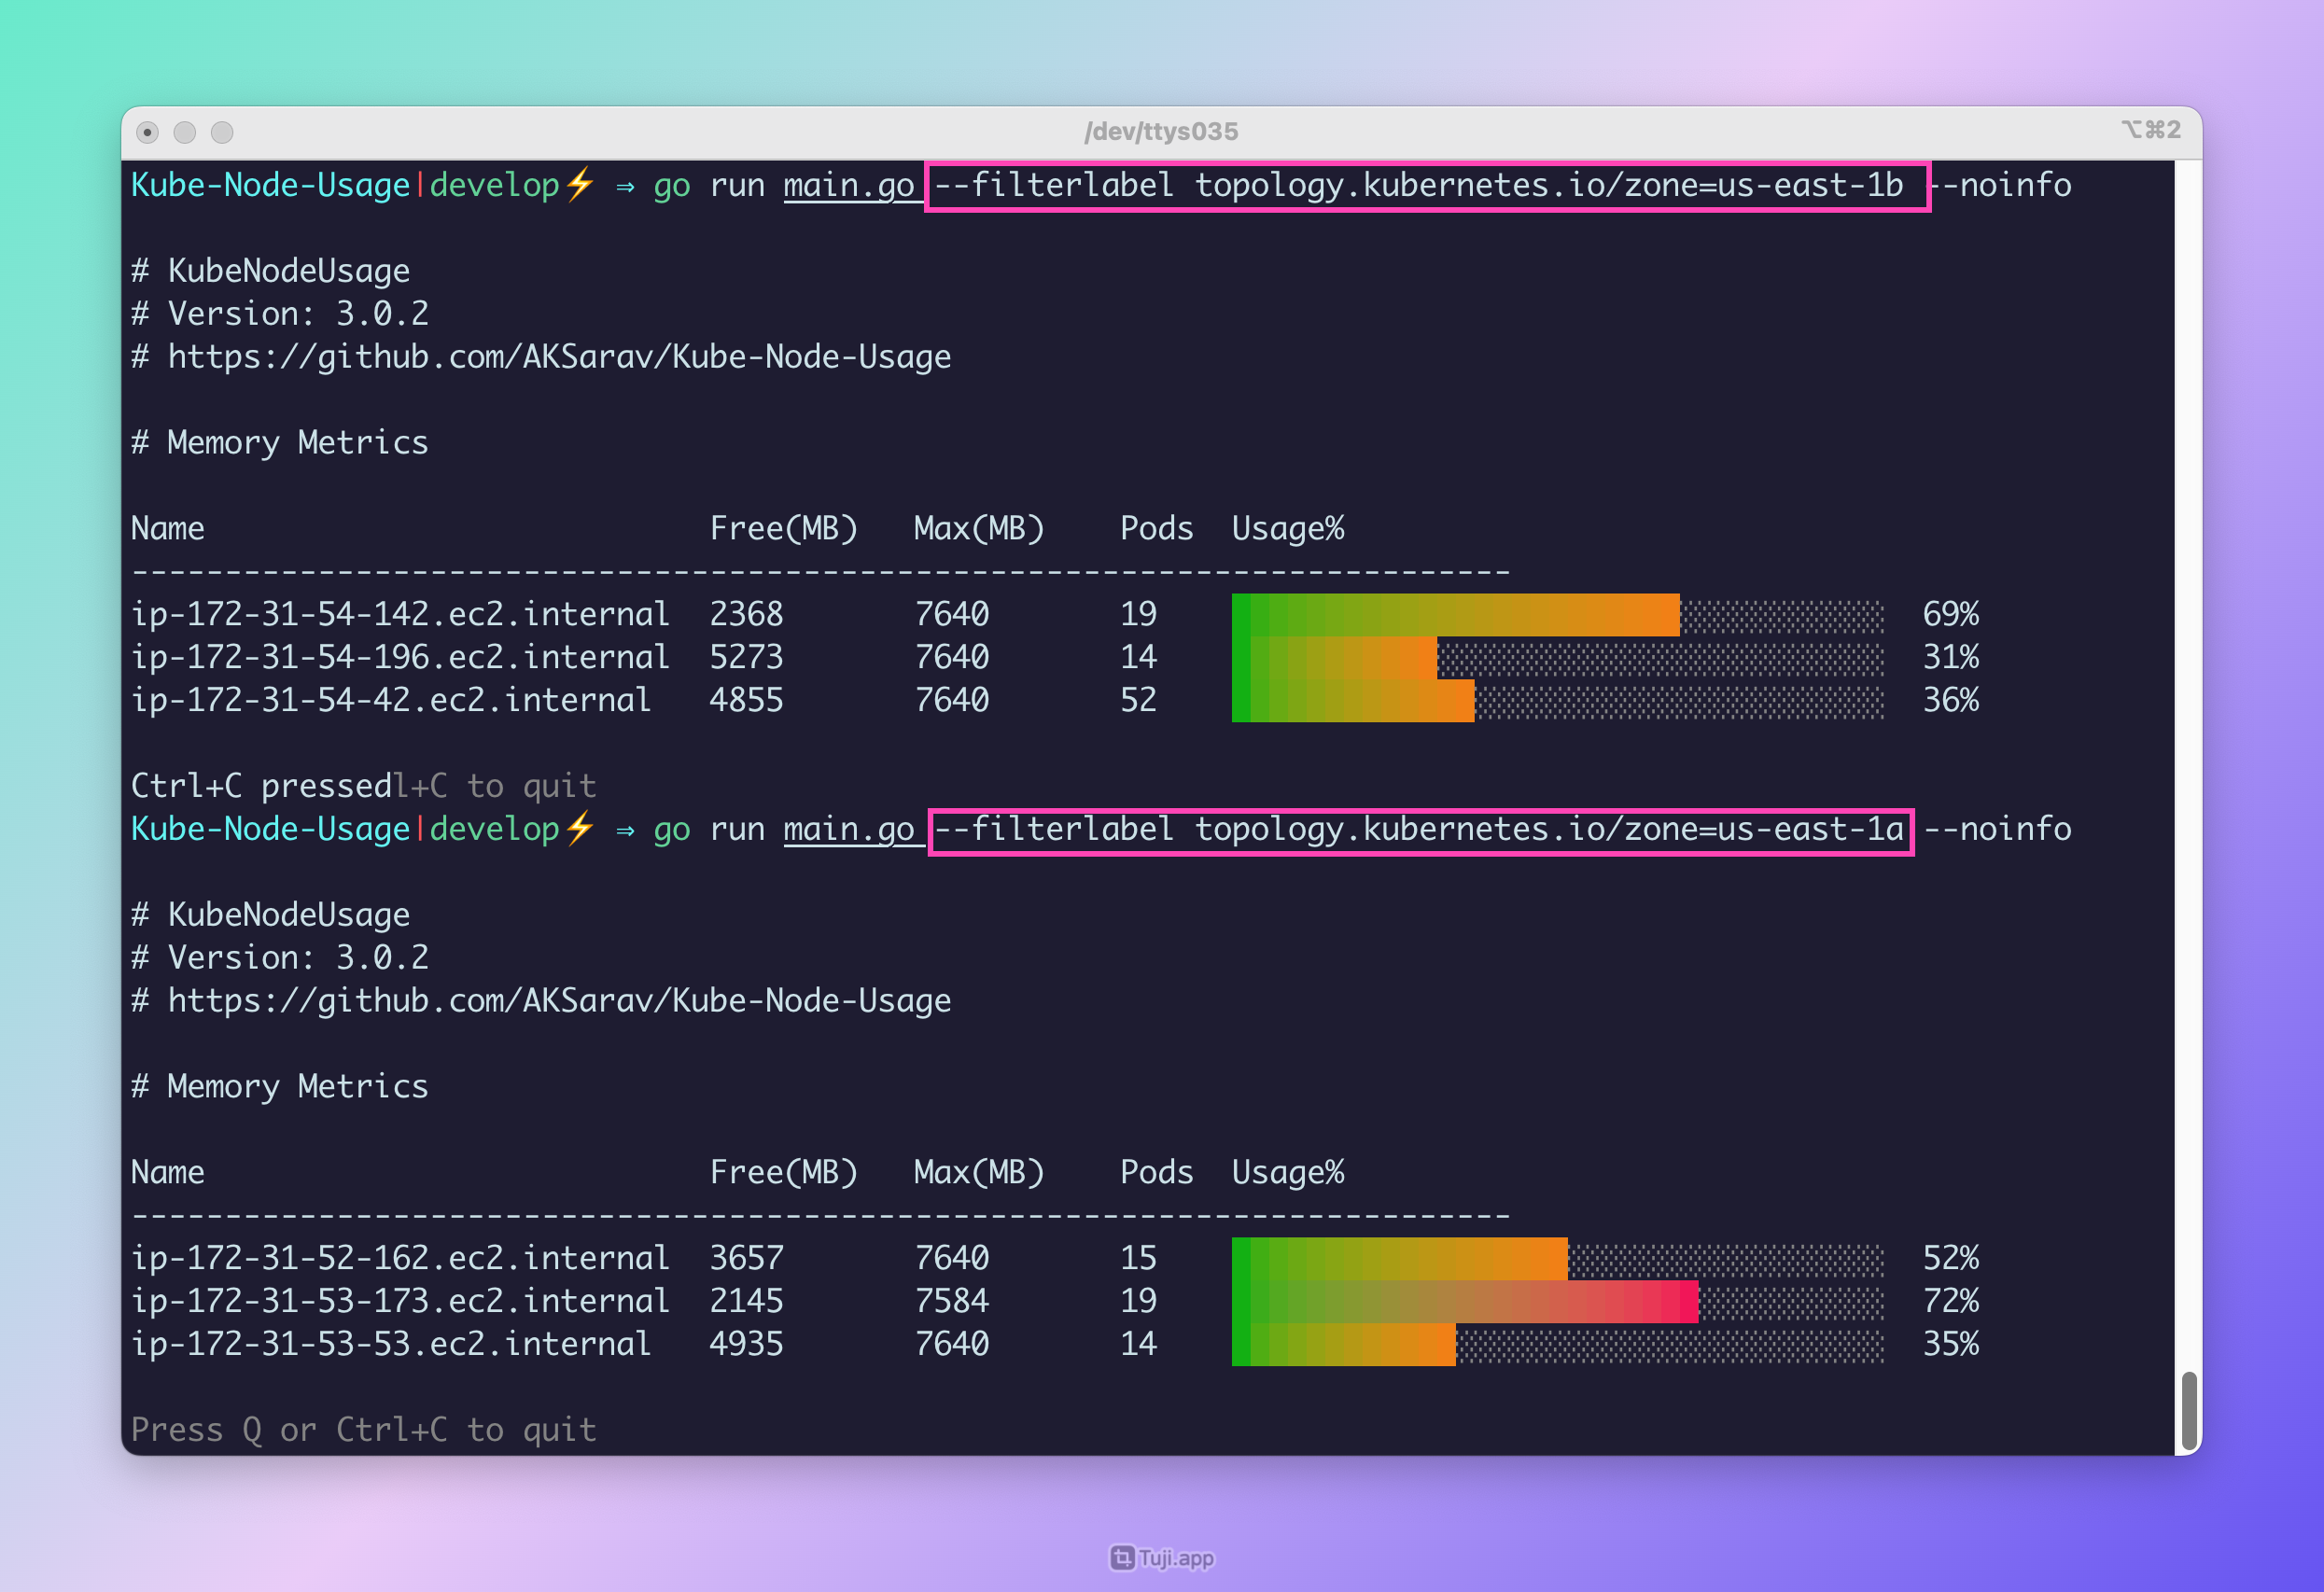 /dev/ttys035
⌥⌘2
Kube-Node-Usage|develop⚡ ⇒ go run main.go --filterlabel topology.kubernetes.io/zone=us-east-1b --noinfo
# KubeNodeUsage
# Version: 3.0.2
# https://github.com/AKSarav/Kube-Node-Usage
# Memory Metrics
Name Free(MB) Max(MB) Pods Usage%
--------------------------------------------------------------------------
ip-172-31-54-142.ec2.internal 2368 7640 19 69%
ip-172-31-54-196.ec2.internal 5273 7640 14 31%
ip-172-31-54-42.ec2.internal 4855 7640 52 36%
Ctrl+C pressedl+C to quit
Kube-Node-Usage|develop⚡ ⇒ go run main.go --filterlabel topology.kubernetes.io/zone=us-east-1a --noinfo
# KubeNodeUsage
# Version: 3.0.2
# https://github.com/AKSarav/Kube-Node-Usage
# Memory Metrics
Name Free(MB) Max(MB) Pods Usage%
--------------------------------------------------------------------------
ip-172-31-52-162.ec2.internal 3657 7640 15 52%
ip-172-31-53-173.ec2.internal 2145 7584 19 72%
ip-172-31-53-53.ec2.internal 4935 7640 14 35%
Press Q or Ctrl+C to quit
Tuji.app